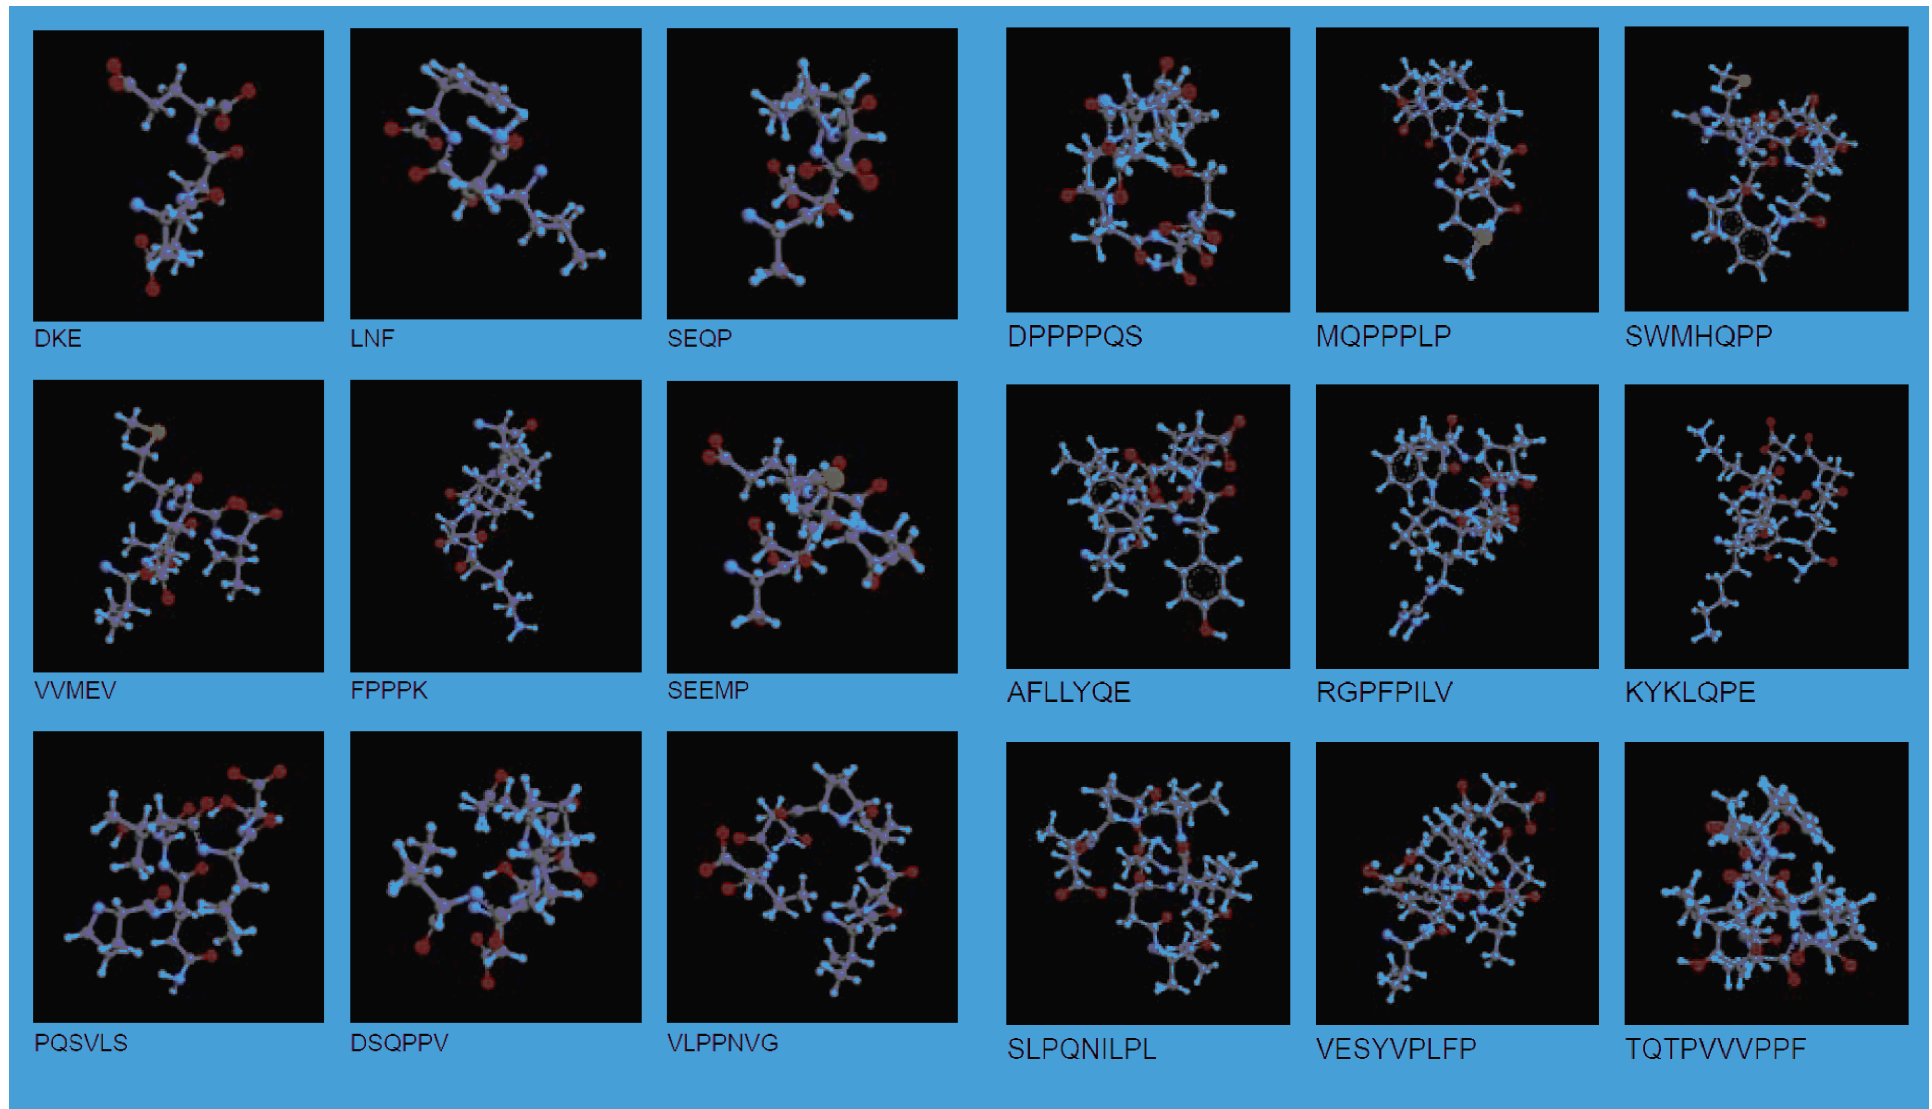 DKE
LNF
SEQP
DPPPPQS
MQPPPLP
SWMHQPP
VVMEV
FPPPK
SEEMP
AFLLYQE
RGPFPILV
KYKLQPE
PQSVLS
DSQPPV
VLPPNVG
SLPQNILPL
VESYVPLFP
TQTPVVVPPF